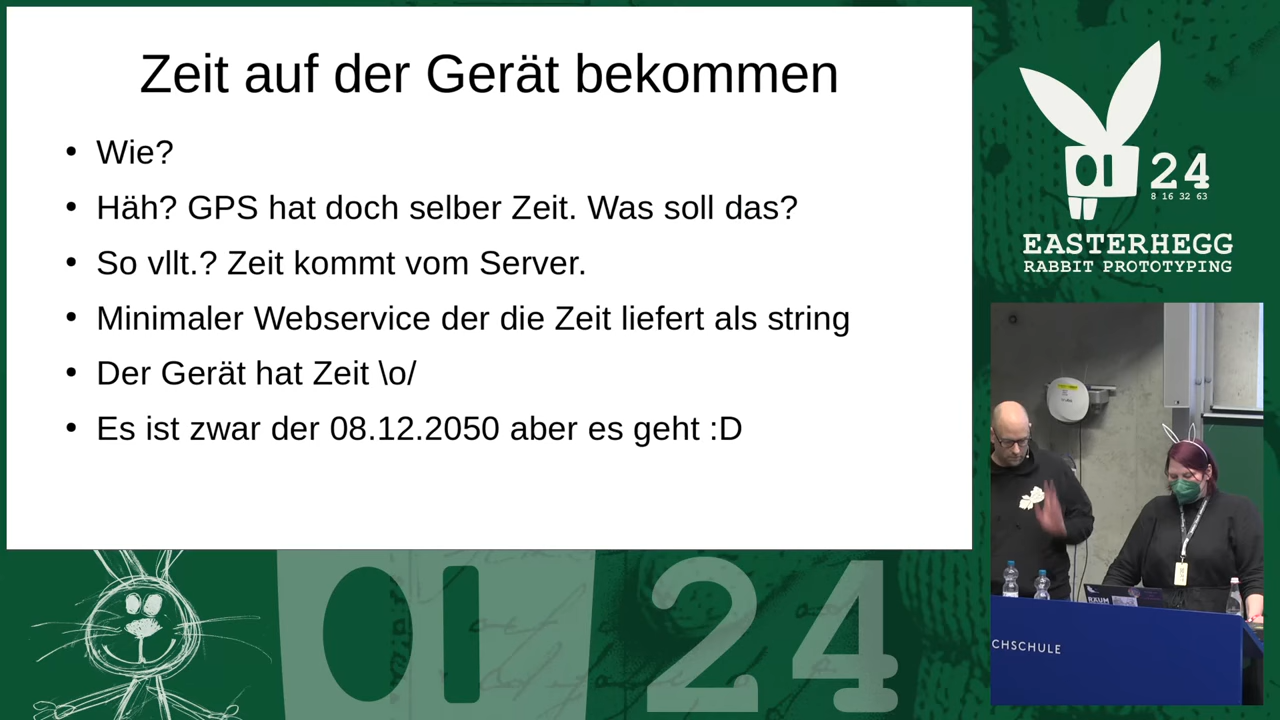 Zeit auf der Gerät bekommen
• Wie?
• Häh? GPS hat doch selber Zeit. Was soll das?
• So vllt.? Zeit kommt vom Server.
• Minimaler Webservice der die Zeit liefert als string
• Der Gerät hat Zeit \o/
• Es ist zwar der 08.12.2050 aber es geht :D
24
8 16 32 63
EASTERHEGG
RABBIT PROTOTYPING
RAUM
CHSCHULE
24